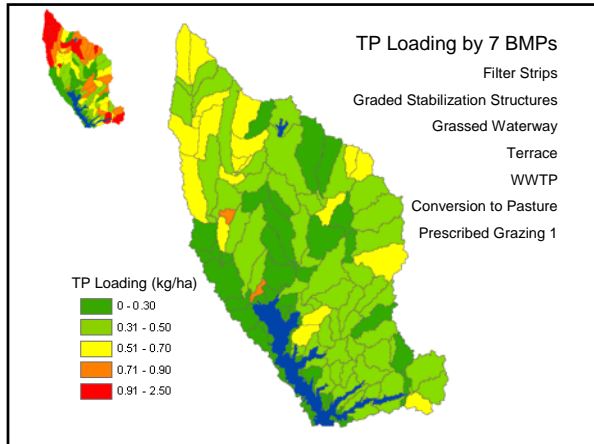 TP Loading by 7 BMPs
Filter Strips
Graded Stabilization Structures
Grassed Waterway
Terrace
WWTP
Conversion to Pasture
Prescribed Grazing 1
TP Loading (kg/ha)
0 - 0.30
0.31 - 0.50
0.51 - 0.70
0.71 - 0.90
0.91 - 2.50